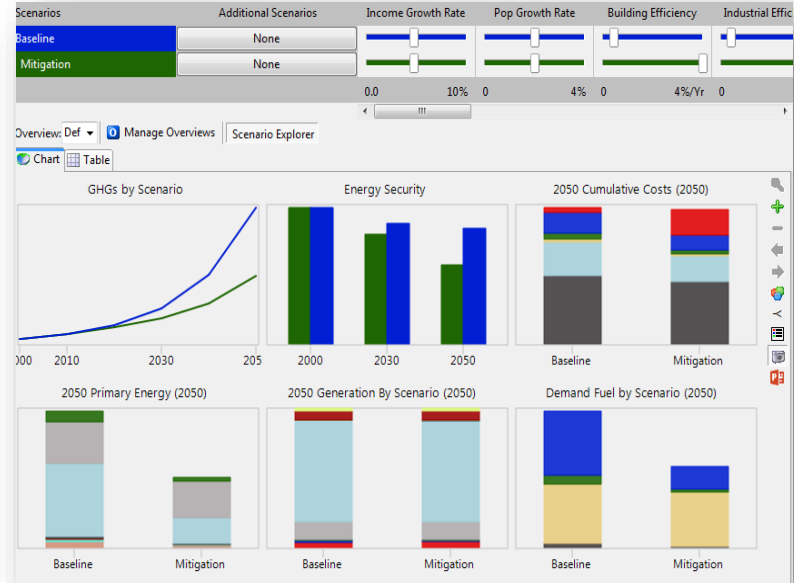 Scenarios Additional Scenarios Income Growth Rate Pop Growth Rate Building Efficiency Industrial Effic
Baseline None
Mitigation None
0.0 10% 0 4% 0 4%/Yr 0
Overview: Def Manage Overviews Scenario Explorer
Chart Table
GHGs by Scenario Energy Security 2050 Cumulative Costs (2050)
000 2010 2030 205 2000 2030 2050 Baseline Mitigation
2050 Primary Energy (2050) 2050 Generation By Scenario (2050) Demand Fuel by Scenario (2050)
Baseline Mitigation Baseline Mitigation Baseline Mitigation